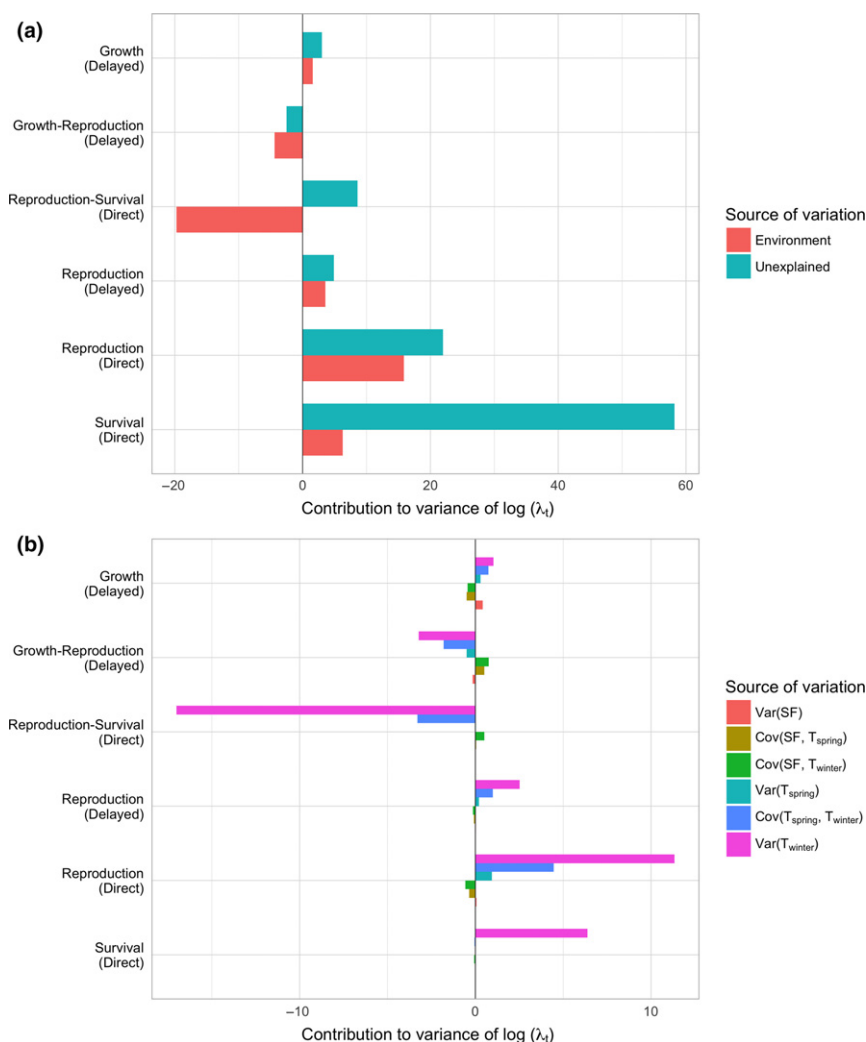 (a)
Growth
(Delayed)
Growth-Reproduction
(Delayed)
Reproduction-Survival
(Direct)
Reproduction
(Delayed)
Reproduction
(Direct)
Survival
(Direct)
−20 0 20 40 60
Contribution to variance of log (λt)
Source of variation
Environment
Unexplained
(b)
Growth
(Delayed)
Growth-Reproduction
(Delayed)
Reproduction-Survival
(Direct)
Reproduction
(Delayed)
Reproduction
(Direct)
Survival
(Direct)
−10 0 10
Contribution to variance of log (λt)
Source of variation
Var(SF)
Cov(SF, Tspring)
Cov(SF, Twinter)
Var(Tspring)
Cov(Tspring, Twinter)
Var(Twinter)